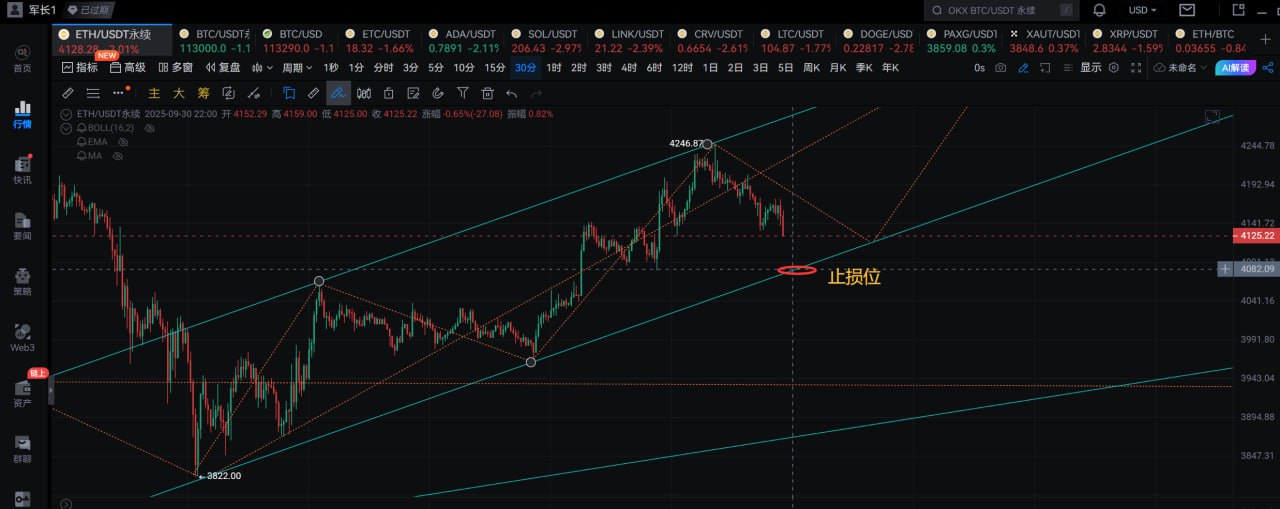 军长1 已过期
OKX BTC/USDT 永续 / USD
ETH/USDT永续 BTC/USDT BTC/USD ETC/USDT ADA/USDT SOL/USDT LINK/USDT CRV/USDT LTC/USDT DOGE/USD PAXG/USD1 XAUT/USD1 XRP/USDT ETH/BTC
4128.28 -2.01% 113000.0 -1.1 113290.0 -1.1 18.32 -1.66% 0.7891 -2.11% 206.43 -2.97% 21.22 -2.39% 0.6654 -2.61% 104.87 -1.77% 0.22817 -2.7 3859.08 0.3% 3848.6 0.37% 2.8344 -1.59% 0.03655 -0.84
NEW
指标 高级 多窗 复盘 周期 1秒 1分 分时 3分 5分 10分 15分 30分 1时 2时 3时 4时 6时 12时 1日 2日 3日 5日 周K 月K 季K 年K 0s 显示 未命名 AI解读
主 大 筹
首页
行情
快讯
要闻
策略
Web3
链上
资产
群聊
ETH/USDT永续 2025-09-30 22:00 开 4152.29 高 4159.00 低 4125.00 收 4125.22 涨幅 -0.65%(-27.08) 振幅 0.82%
BOLL(16,2)
EMA
MA
4246.87
止损位
3822.00
4244.78
4192.94
4141.72
4125.22
4082.09
4041.16
3991.80
3943.04
3894.88
3847.31